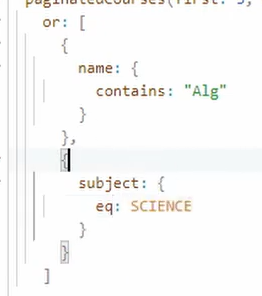 paginatedCourses(first: 3,
or: [
{
name: {
contains: "Alg"
}
},
{
subject: {
eq: SCIENCE
}
}
]